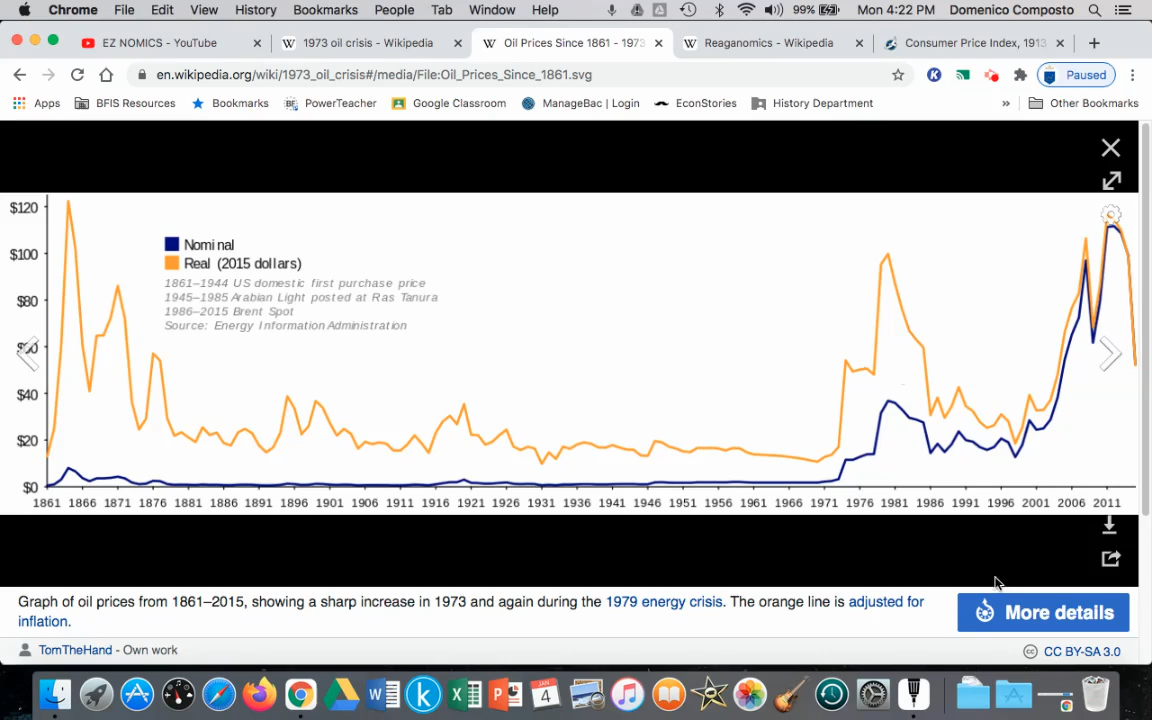 Chrome File Edit View History Bookmarks People Tab Window Help 99% Mon 4:22 PM Domenico Composto
EZ NOMICS - YouTube 1973 oil crisis - Wikipedia Oil Prices Since 1861 - 1973 Reaganomics - Wikipedia Consumer Price Index, 1913
en.wikipedia.org/wiki/1973_oil_crisis#/media/File:Oil_Prices_Since_1861.svg Paused
Apps BFIS Resources Bookmarks PowerTeacher Google Classroom ManageBac | Login EconStories History Department » Other Bookmarks
$120
$100
$80
$40
$20
$0
Nominal
Real (2015 dollars)
1861–1944 US domestic first purchase price
1945–1985 Arabian Light posted at Ras Tanura
1986–2015 Brent Spot
Source: Energy Information Administration
1861 1866 1871 1876 1881 1886 1891 1896 1901 1906 1911 1916 1921 1926 1931 1936 1941 1946 1951 1956 1961 1966 1971 1976 1981 1986 1991 1996 2001 2006 2011
Graph of oil prices from 1861–2015, showing a sharp increase in 1973 and again during the 1979 energy crisis. The orange line is adjusted for
inflation.
More details
TomTheHand - Own work
CC BY-SA 3.0
JAN
4